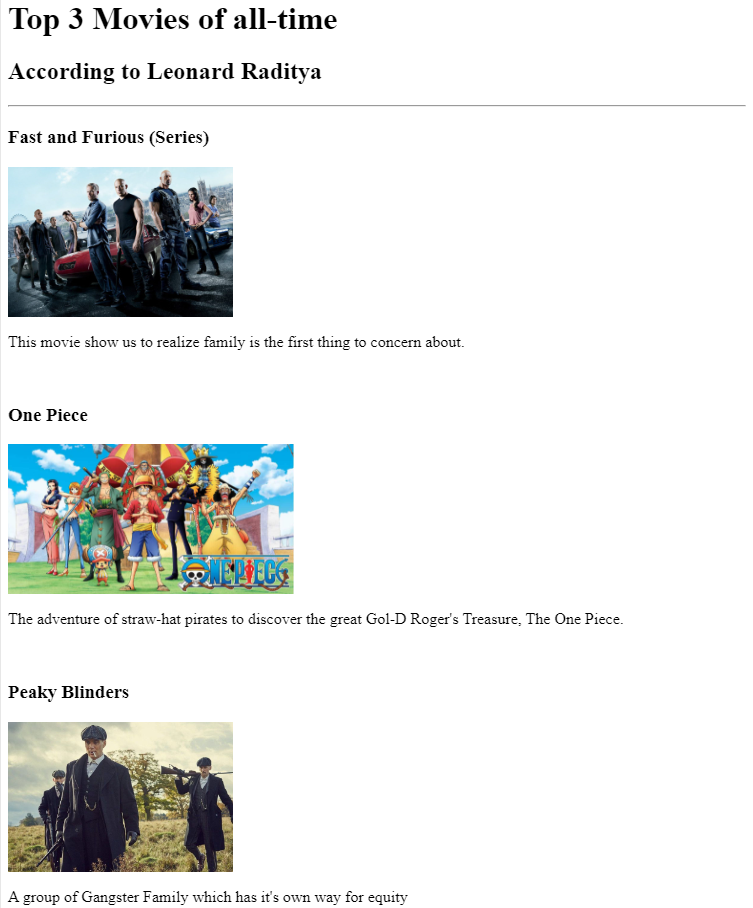 Top 3 Movies of all-time
According to Leonard Raditya
Fast and Furious (Series)
This movie show us to realize family is the first thing to concern about.
One Piece
ONE PIECE
The adventure of straw-hat pirates to discover the great Gol-D Roger's Treasure, The One Piece.
Peaky Blinders
A group of Gangster Family which has it's own way for equity